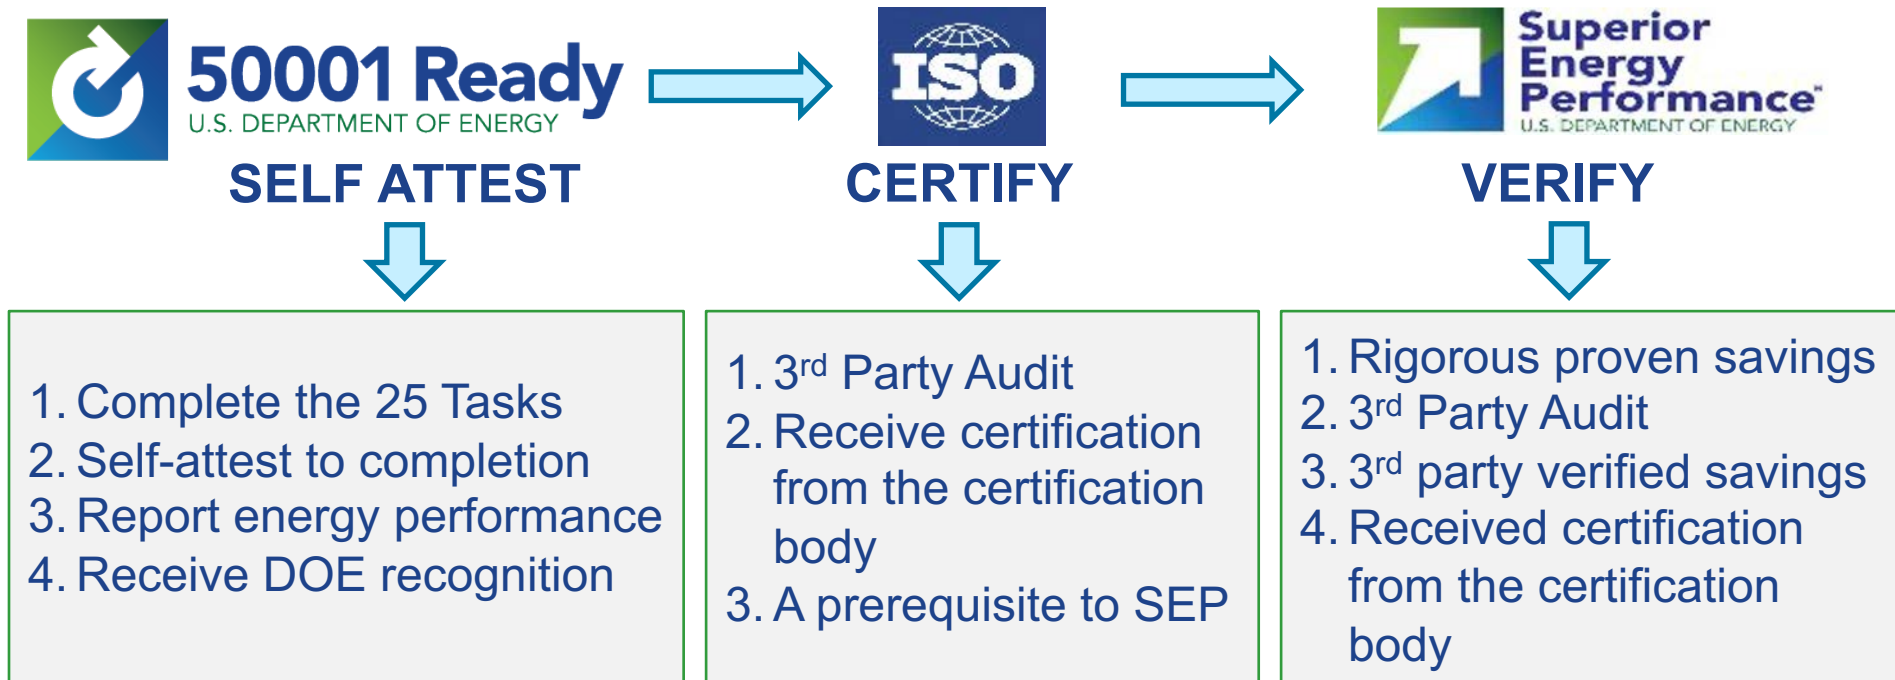 50001 Ready
U.S. DEPARTMENT OF ENERGY
SELF ATTEST
ISO
CERTIFY
Superior
Energy
Performance™
U.S. DEPARTMENT OF ENERGY
VERIFY
1. Complete the 25 Tasks
2. Self-attest to completion
3. Report energy performance
4. Receive DOE recognition
1. 3rd Party Audit
2. Receive certification
from the certification
body
3. A prerequisite to SEP
1. Rigorous proven savings
2. 3rd Party Audit
3. 3rd party verified savings
4. Received certification
from the certification
body